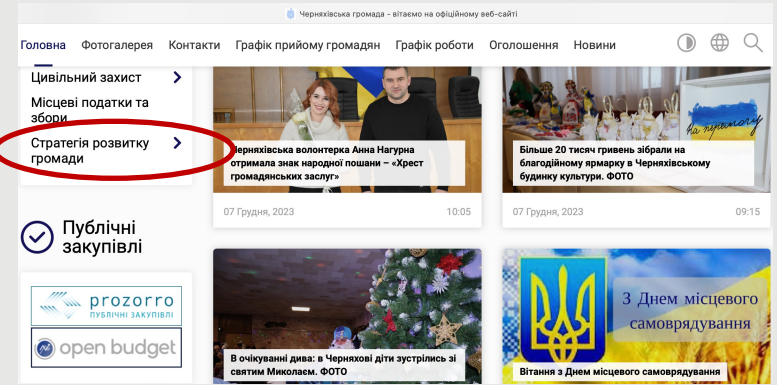 Черняхівська громада - вітаємо на офіційному веб-сайті
Головна Фотогалерея Контакти Графік прийому громадян Графік роботи Оголошення Новини
Цивільний захист
Місцеві податки та
збори
Стратегія розвитку
громади
Публічні
закупівлі
prozorro
ПУБЛІЧНІ ЗАКУПІВЛІ
open budget
Черняхівська волонтерка Анна Нагурна
отримала знак народної пошани – «Хрест
громадянських заслуг»
07 Грудня, 2023 10:05
на перемогу
Більше 20 тисяч гривень зібрали на
благодійному ярмарку в Черняхівському
будинку культури. ФОТО
07 Грудня, 2023 09:15
В очікуванні дива: в Черняхові діти зустрілись зі
святим Миколаєм. ФОТО
З Днем місцевого
самоврядування
Вітання з Днем місцевого самоврядування